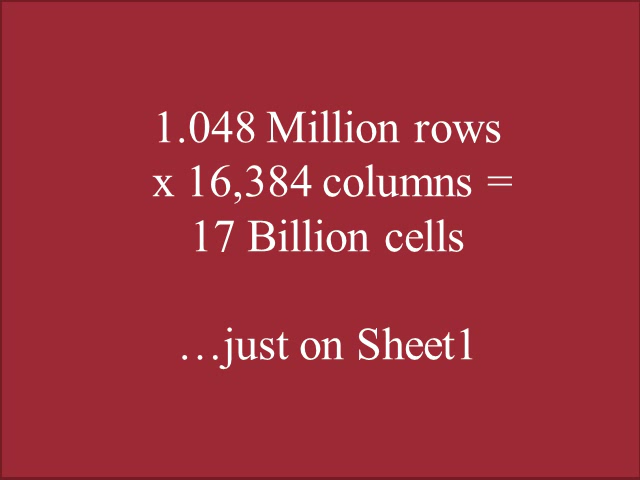 1.048 Million rows
x 16,384 columns =
17 Billion cells
…just on Sheet1